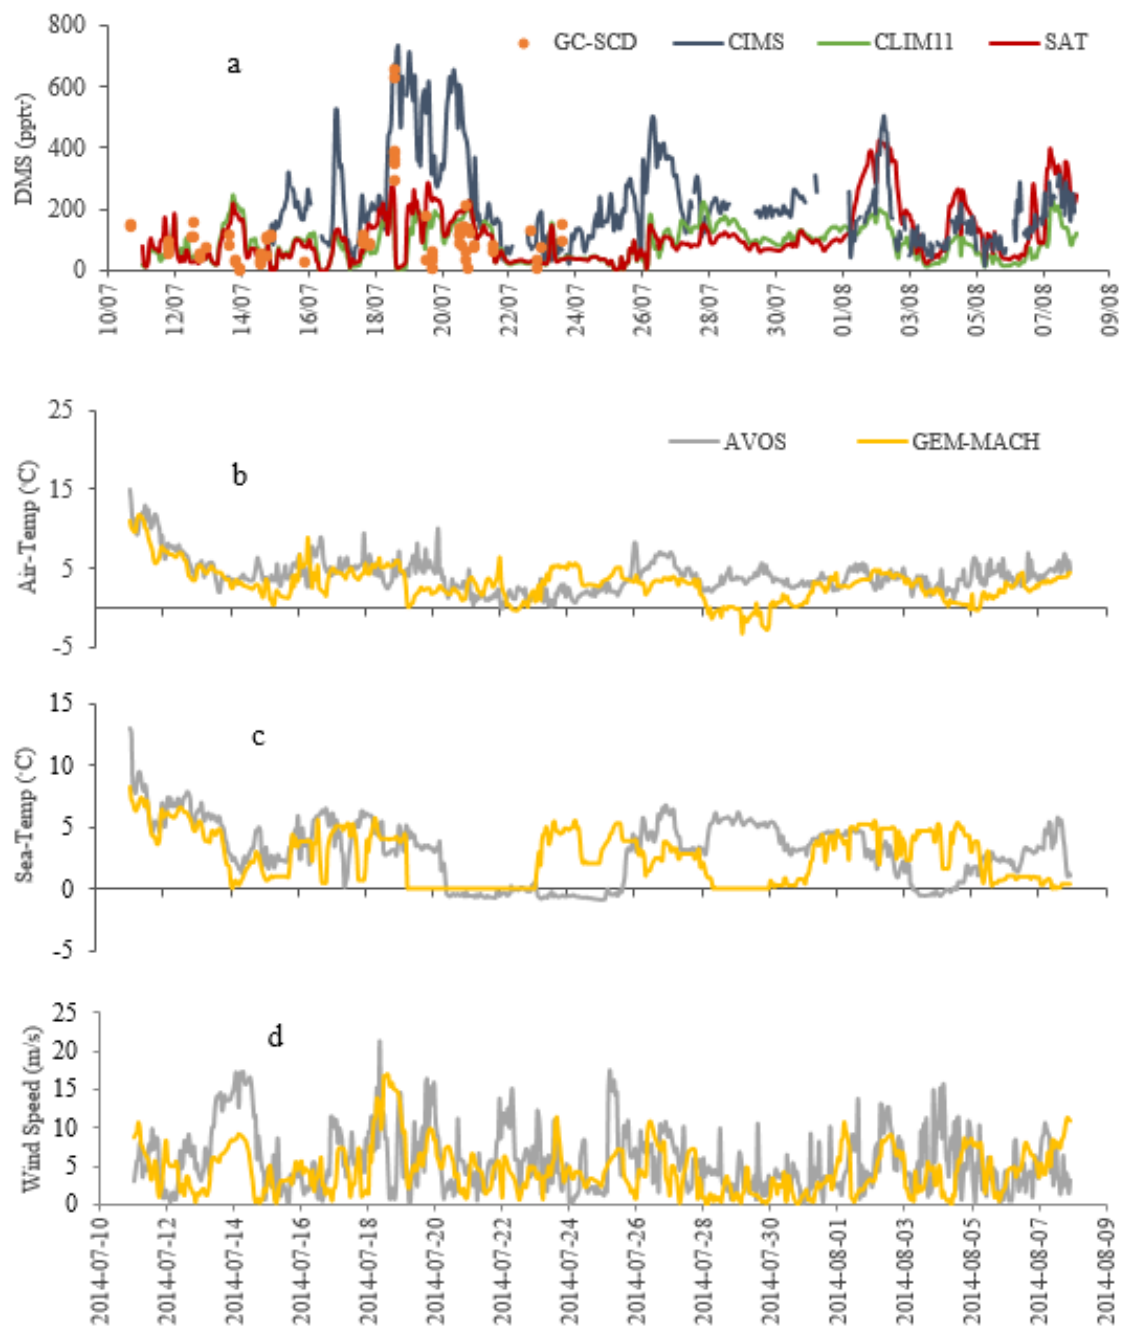 800
600
400
200
0
DMS (pptv)
a
GC-SCD CIMS CLIM11 SAT
10/07 12/07 14/07 16/07 18/07 20/07 22/07 24/07 26/07 28/07 30/07 01/08 03/08 05/08 07/08 09/08
25
15
5
-5
Air-Temp (°C)
b
AVOS GEM-MACH
15
10
5
0
-5
Sea-Temp (°C)
c
25
20
15
10
5
0
Wind Speed (m/s)
d
2014-07-10 2014-07-12 2014-07-14 2014-07-16 2014-07-18 2014-07-20 2014-07-22 2014-07-24 2014-07-26 2014-07-28 2014-07-30 2014-08-01 2014-08-03 2014-08-05 2014-08-07 2014-08-09